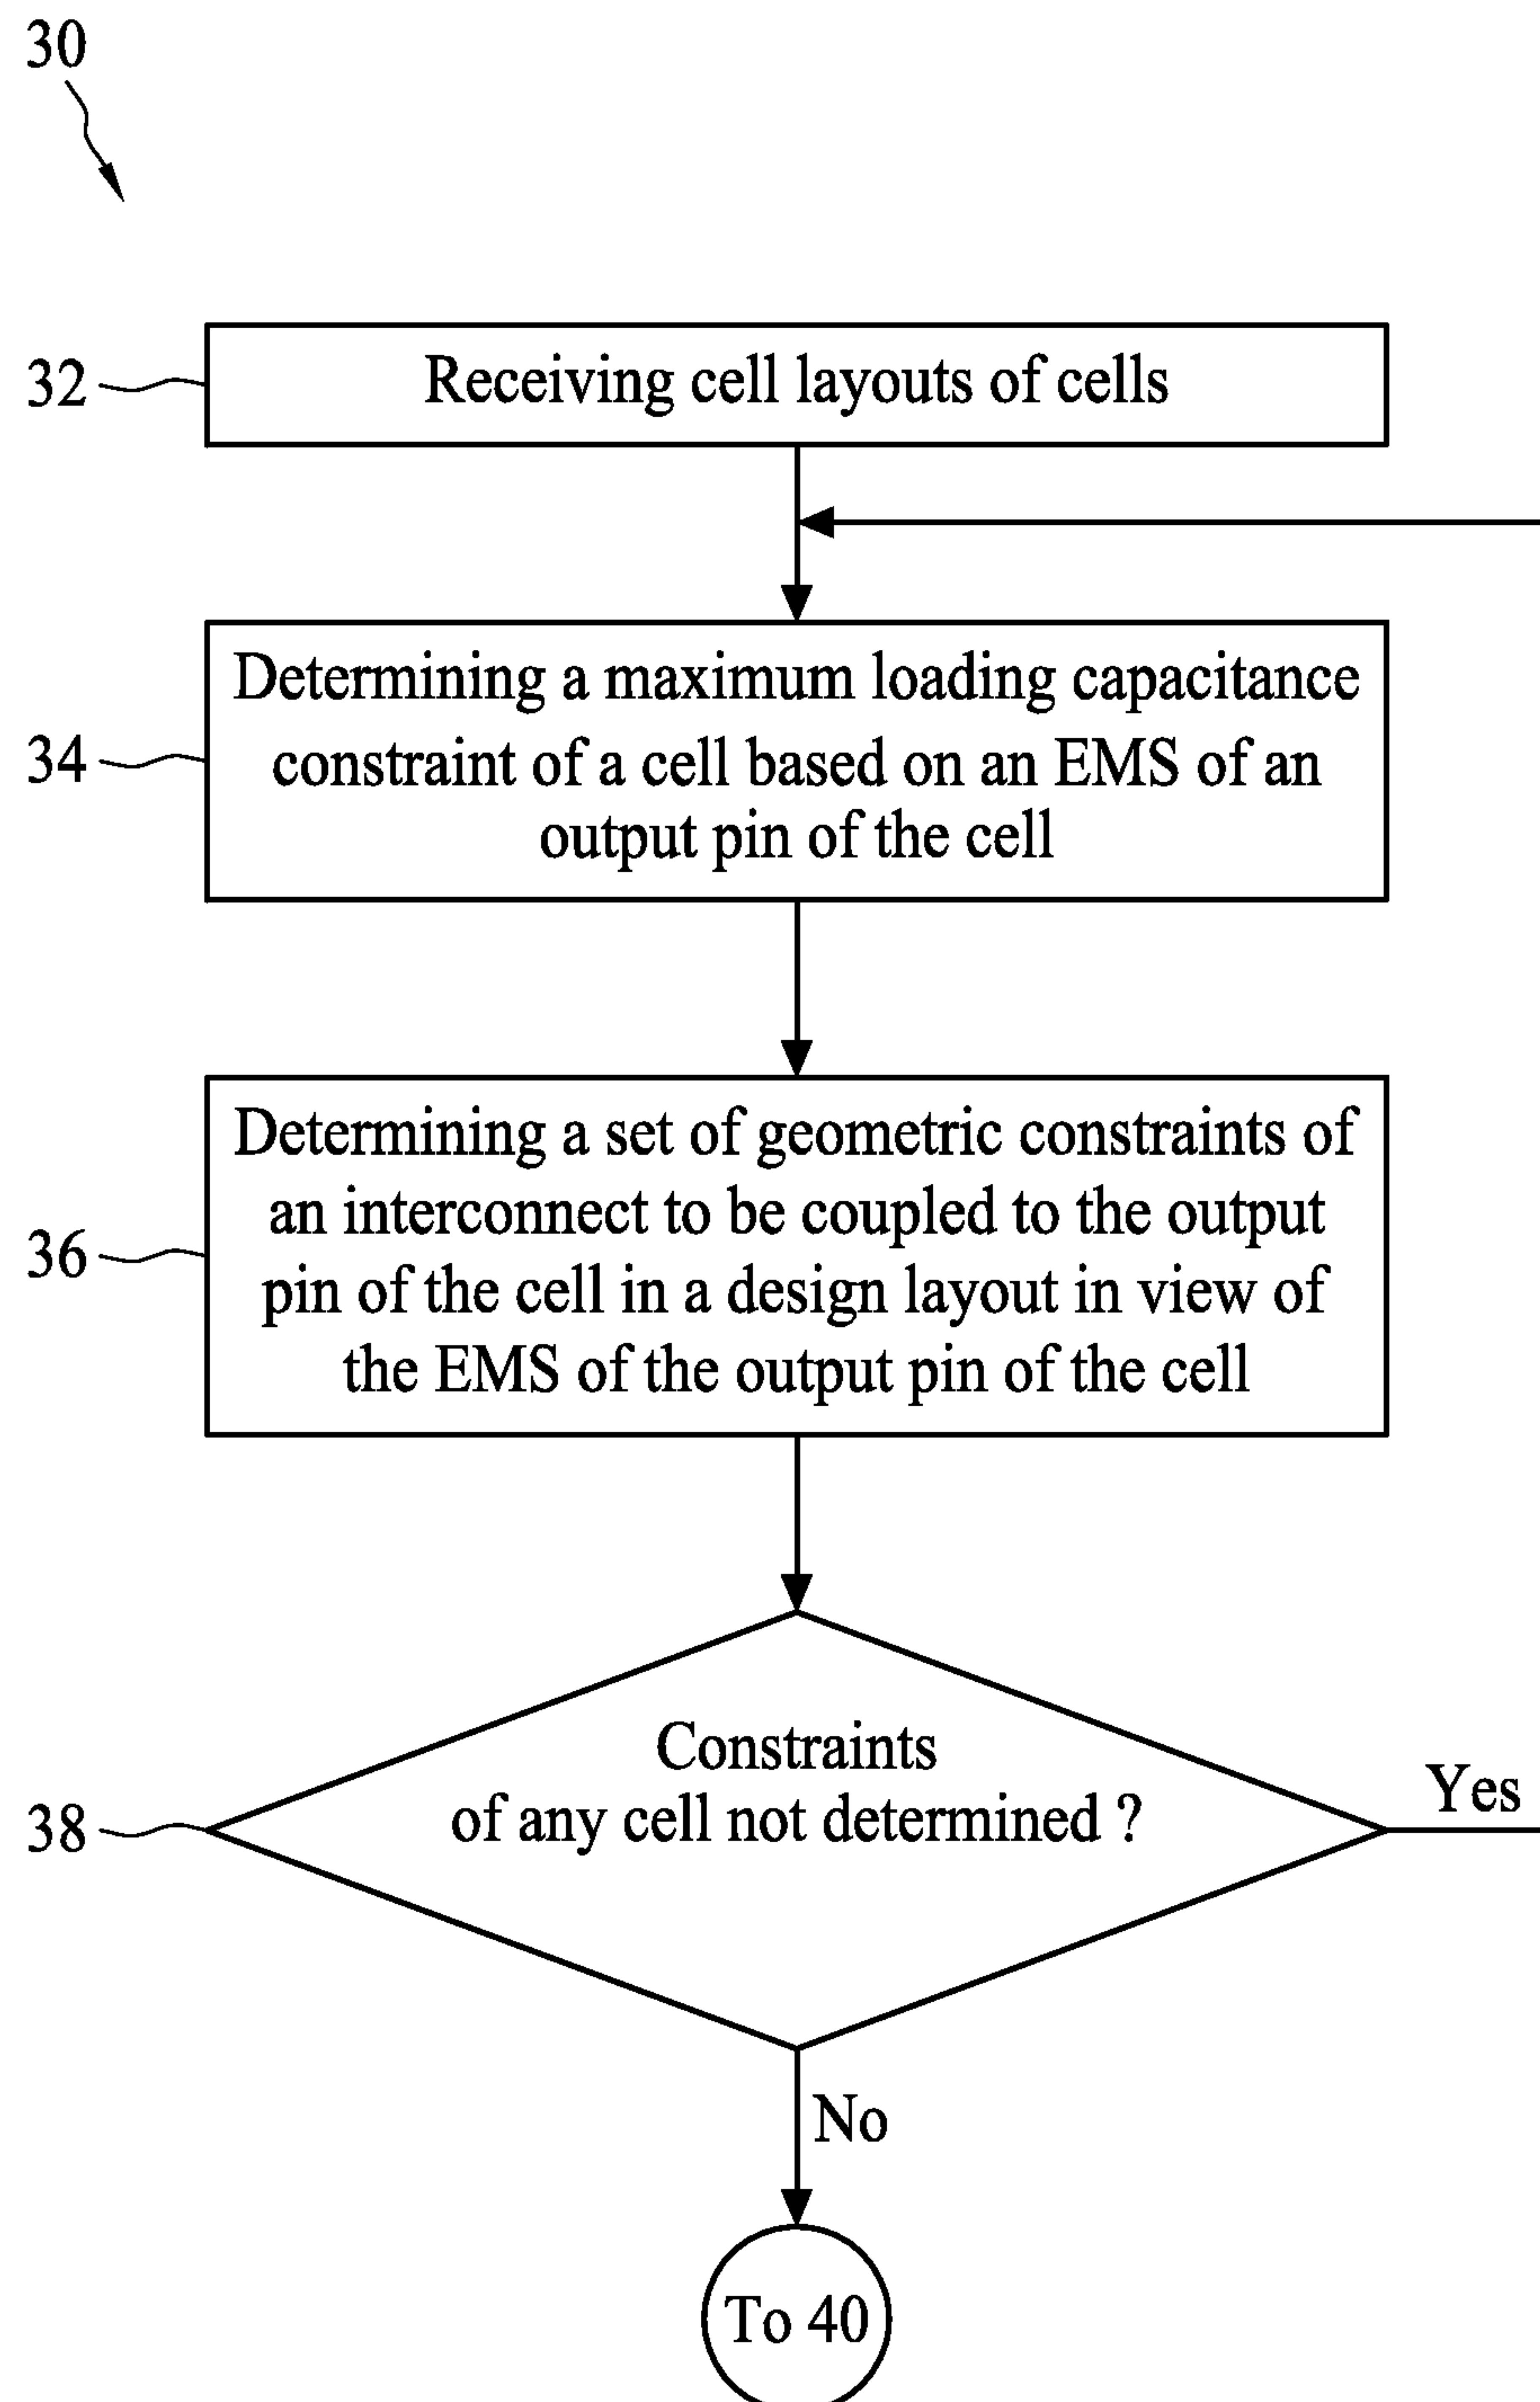 30
32
Receiving cell layouts of cells
34
Determining a maximum loading capacitance
constraint of a cell based on an EMS of an
output pin of the cell
36
Determining a set of geometric constraints of
an interconnect to be coupled to the output
pin of the cell in a design layout in view of
the EMS of the output pin of the cell
38
Constraints
of any cell not determined ?
Yes
No
To 40